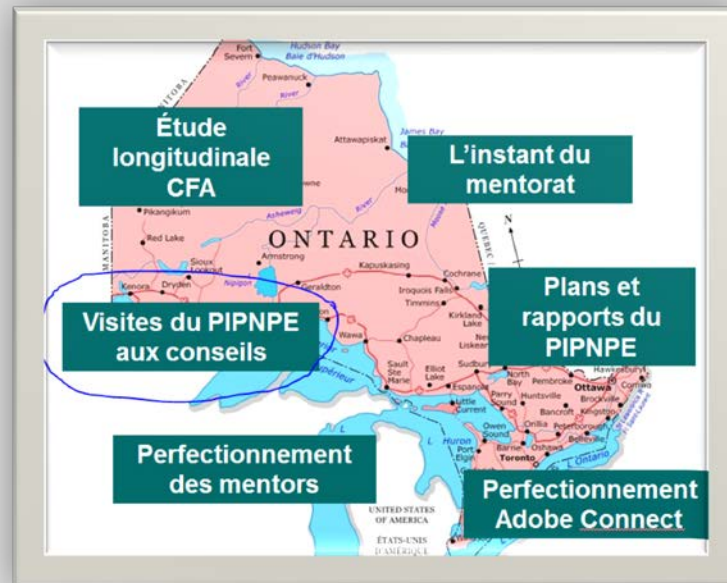 Hudson Bay
Baie d'Hudson
Fort
Severn
Peawanuck
River
River
Étude
longitudinale
CFA
Attawapiskat
James Bay
L'instant du
mentorat
River
Asheweig
Pikangikum
Red Lake
MANITOBA
ONTARIO
QUEBEC
N
Sioux
Lookout
Armstrong
Nipigon
Geraldton
Kapuskasing
Cochrane
Iroquois Falls
Timmins
Kirkland
Lake
Kenora
Dryden
Visites du PIPNPE
aux conseils
Plans et
rapports du
PIPNPE
Wawa
Chapleau
Sault
Ste
Marie
Elliot
Lake
Espanola
Little
Current
North
Bay
Pembroke
Hawkesbury
Ottawa
Cornwall
Parry
Sound
Huntsville
Bancroft
Brockville
Kingston
Owen
Sound
Orillia
Peterborough
Belleville
Port
Elgin
Barrie
Oshawa
Toronto
L. Huron
L. Ontario
Perfectionnement
des mentors
Perfectionnement
Adobe Connect
UNITED STATES
OF AMERICA
ÉTATS-UNIS
D'AMÉRIQUE